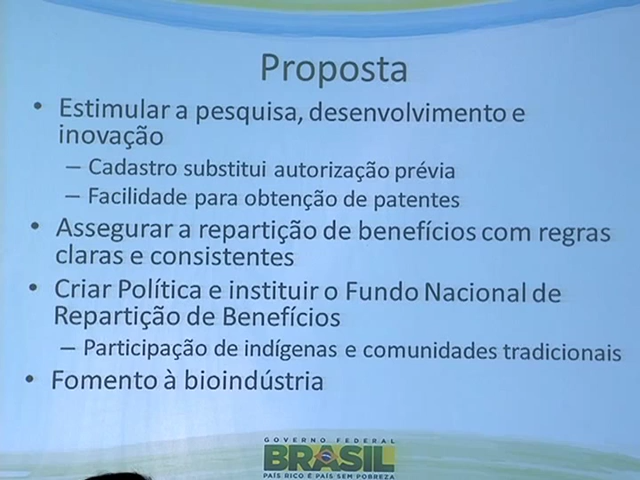 Proposta
• Estimular a pesquisa, desenvolvimento e
inovação
– Cadastro substitui autorização prévia
– Facilidade para obtenção de patentes
• Assegurar a repartição de benefícios com regras
claras e consistentes
• Criar Política e instituir o Fundo Nacional de
Repartição de Benefícios
– Participação de indígenas e comunidades tradicionais
• Fomento à bioindústria
GOVERNO FEDERAL
BRASIL
PAÍS RICO É PAÍS SEM POBREZA